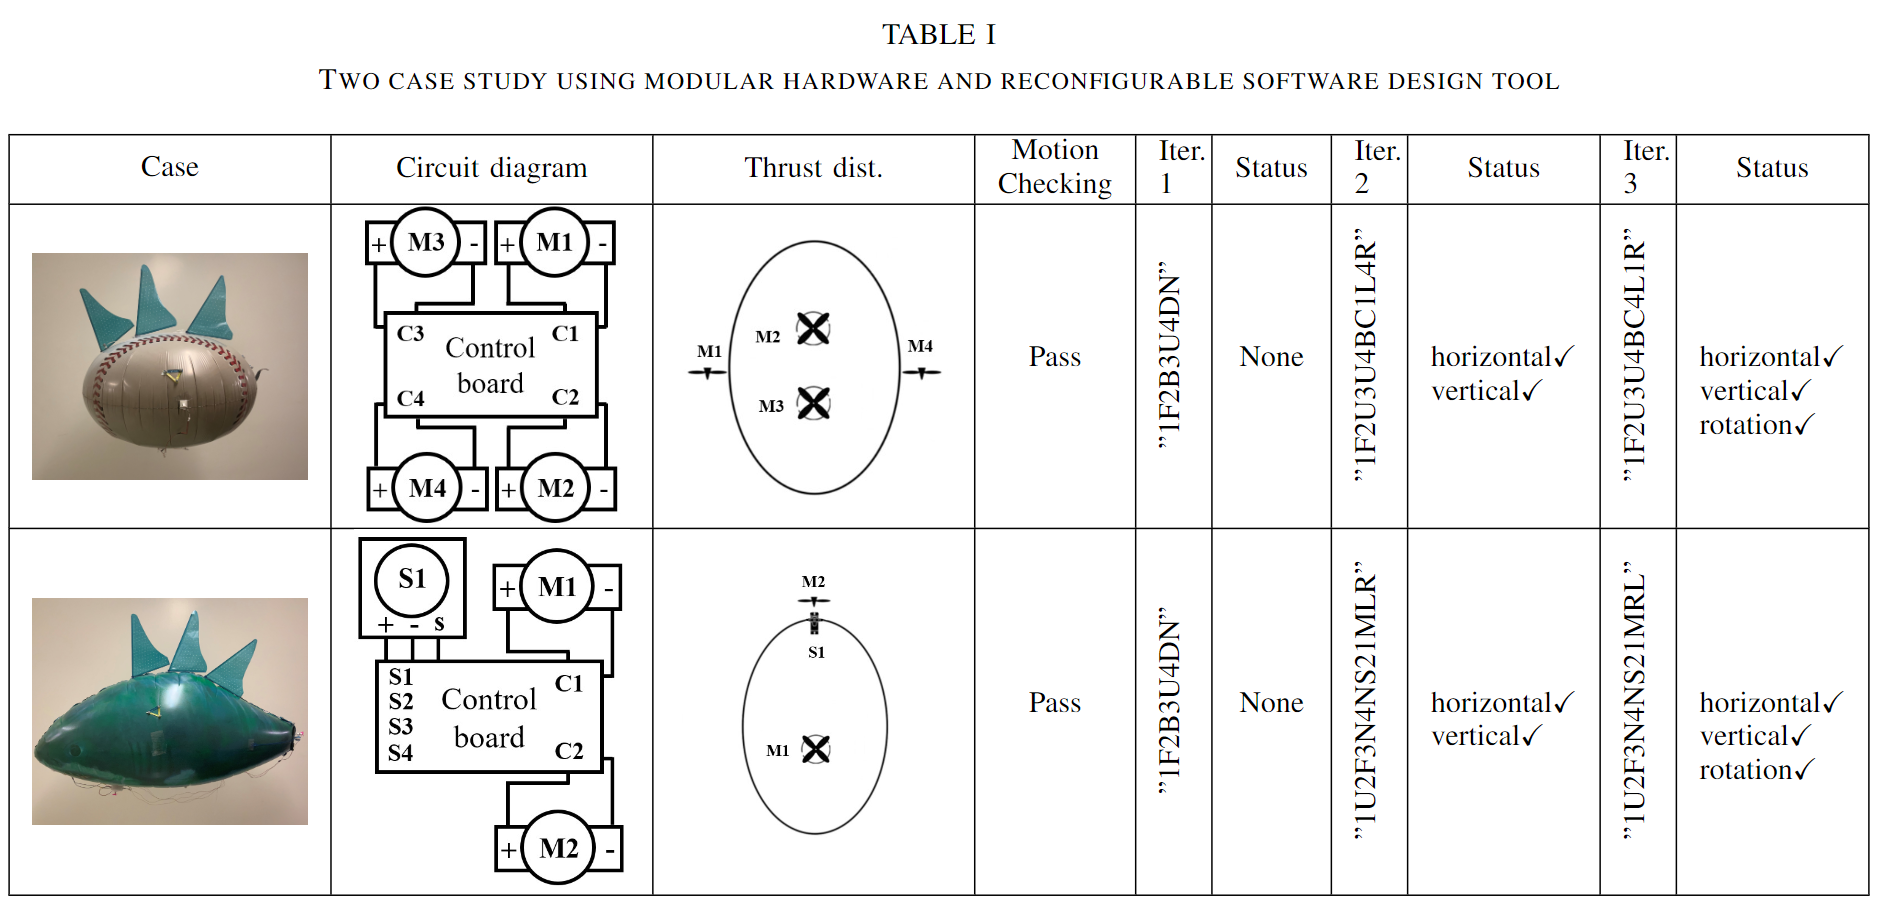 TABLE I
TWO CASE STUDY USING MODULAR HARDWARE AND RECONFIGURABLE SOFTWARE DESIGN TOOL
Case
Circuit diagram
Thrust dist.
Motion
Checking
Iter.
1
Status
Iter.
2
Status
Iter.
3
Status
+ M3 -
+ M1 -
C3
C1
Control
board
C4
C2
+ M4 -
+ M2 -
M2
M1
M4
M3
Pass
”1F2B3U4DN”
None
”1F2U3U4BC1L4R”
horizontal✓
vertical✓
”1F2U3U4BC4L1R”
horizontal✓
vertical✓
rotation✓
S1
+ - s
+ M1 -
S1
S2
S3
S4
C1
Control
board
C2
+ M2 -
M2
S1
M1
Pass
”1F2B3U4DN”
None
”1U2F3N4NS21MLR”
horizontal✓
vertical✓
”1U2F3N4NS21MRL”
horizontal✓
vertical✓
rotation✓